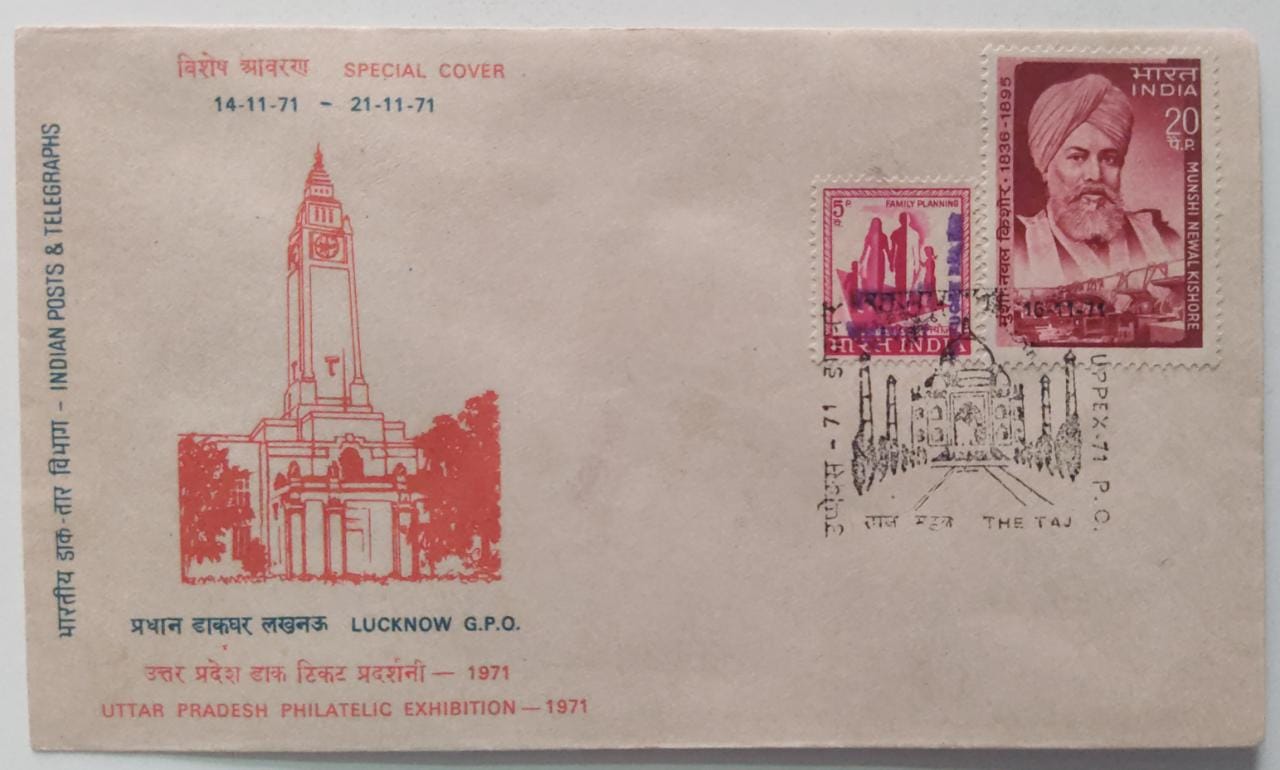 विशेष आवरण SPECIAL COVER
14-11-71 - 21-11-71
भारतीय डाक-तार विभाग - INDIAN POSTS & TELEGRAPHS
प्रधान डाकघर लखनऊ LUCKNOW G.P.O.
उत्तर प्रदेश डाक टिकट प्रदर्शनी — 1971
UTTAR PRADESH PHILATELIC EXHIBITION — 1971
5 P.
पै.
FAMILY PLANNING
भारत INDIA
भारत
INDIA
20
पै. P.
मुंशी नवल किशोर · 1836-1895
MUNSHI NEWAL KISHORE
16-11-71
UPPEX-71 P.O.
ताज महल THE TAJ